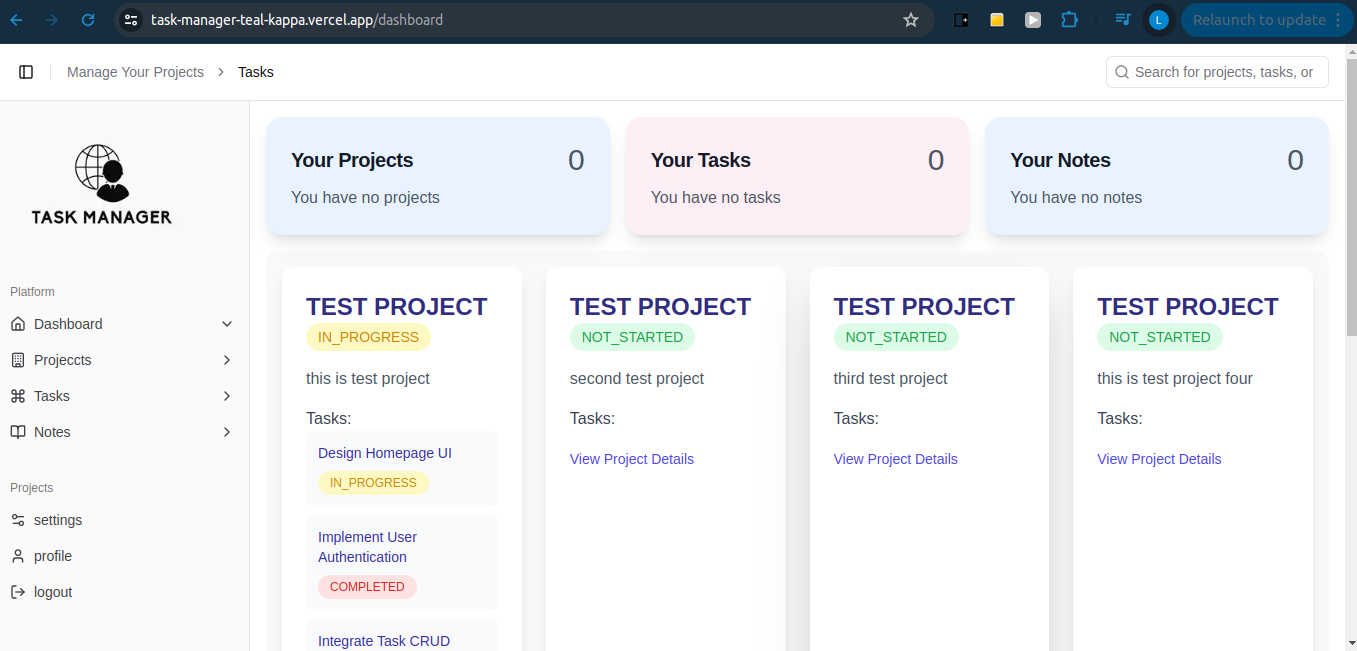 task-manager-teal-kappa.vercel.app/dashboard
L
Relaunch to update
Manage Your Projects > Tasks
Search for projects, tasks, or
TASK MANAGER
Platform
Dashboard
Projeccts
Tasks
Notes
Projects
settings
profile
logout
Your Projects 0
You have no projects
Your Tasks 0
You have no tasks
Your Notes 0
You have no notes
TEST PROJECT
IN_PROGRESS
this is test project
Tasks:
Design Homepage UI
IN_PROGRESS
Implement User
Authentication
COMPLETED
Integrate Task CRUD
TEST PROJECT
NOT_STARTED
second test project
Tasks:
View Project Details
TEST PROJECT
NOT_STARTED
third test project
Tasks:
View Project Details
TEST PROJECT
NOT_STARTED
this is test project four
Tasks:
View Project Details